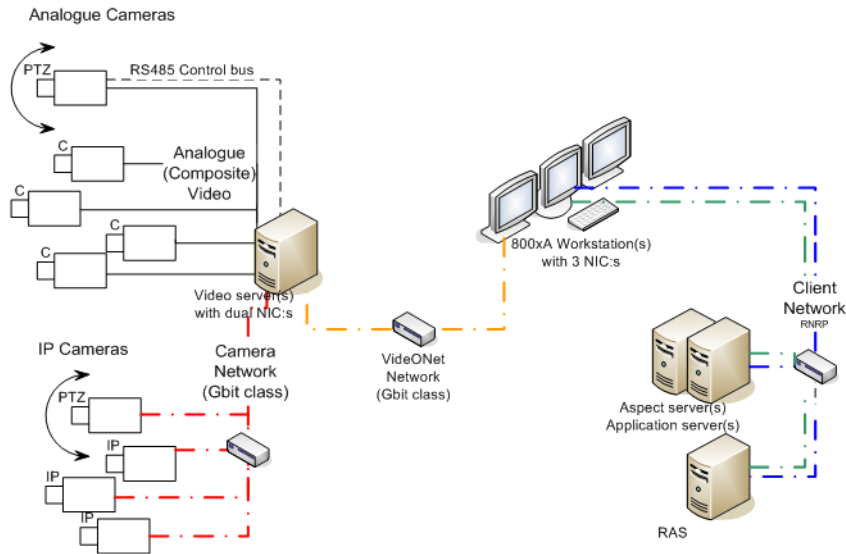 Analogue Cameras
PTZ
RS485 Control bus
C
Analogue
(Composite)
Video
C
C
C
Video server(s)
with dual NIC:s
800xA Workstation(s)
with 3 NIC:s
Client
Network
RNRP
IP Cameras
Camera
Network
(Gbit class)
VideONet
Network
(Gbit class)
PTZ
IP
IP
IP
Aspect server(s)
Application server(s)
RAS